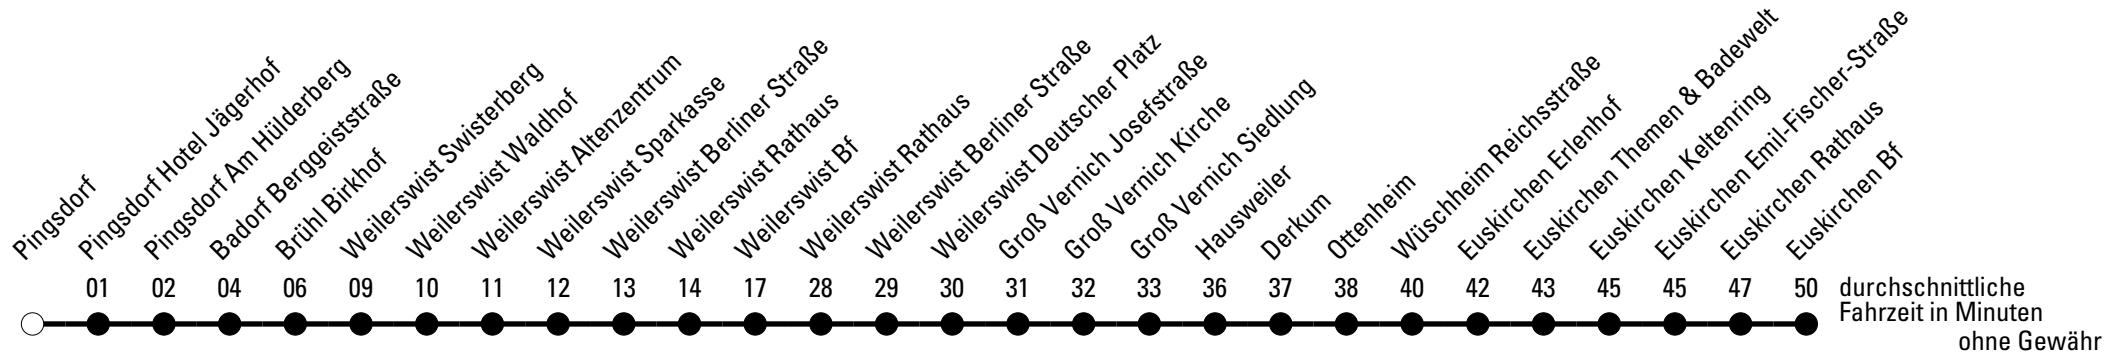 Pingsdorf
Pingsdorf Hotel Jägerhof
Pingsdorf Am Hülderberg
Badorf Berggeiststraße
Brühl Birkhof
Weilerswist Swisterberg
Weilerswist Waldhof
Weilerswist Altenzentrum
Weilerswist Sparkasse
Weilerswist Berliner Straße
Weilerswist Rathaus
Weilerswist Bf
Weilerswist Rathaus
Weilerswist Berliner Straße
Weilerswist Deutscher Platz
Groß Vernich Josefstraße
Groß Vernich Kirche
Groß Vernich Siedlung
Hausweiler
Derkum
Ottenheim
Wüschheim Reichsstraße
Euskirchen Erlenhof
Euskirchen Themen & Badewelt
Euskirchen Keltenring
Euskirchen Emil-Fischer-Straße
Euskirchen Rathaus
Euskirchen Bf
01 02 04 06 09 10 11 12 13 14 17 28 29 30 31 32 33 36 37 38 40 42 43 45 45 47 50
durchschnittliche
Fahrzeit in Minuten
ohne Gewähr